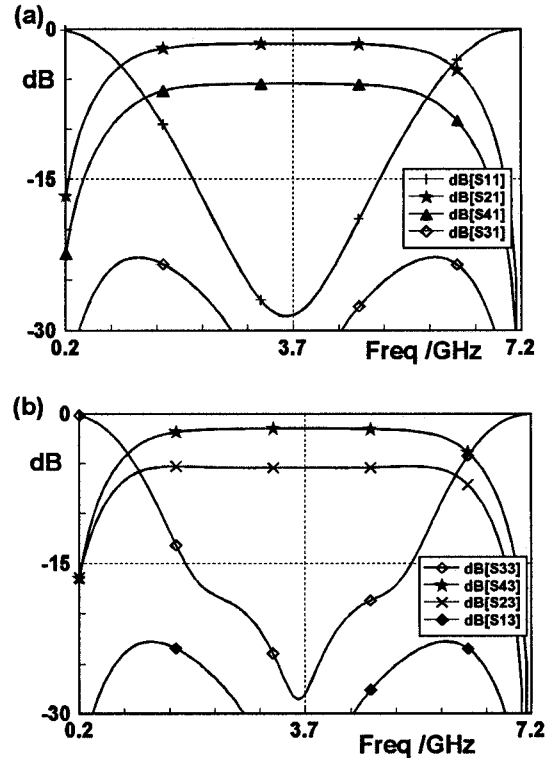 (a)
0
dB
-15
-30
dB[S11]
dB[S21]
dB[S41]
dB[S31]
0.2
3.7
Freq /GHz
7.2
(b)
0
dB
-15
-30
dB[S33]
dB[S43]
dB[S23]
dB[S13]
0.2
3.7
7.2
Freq /GHz